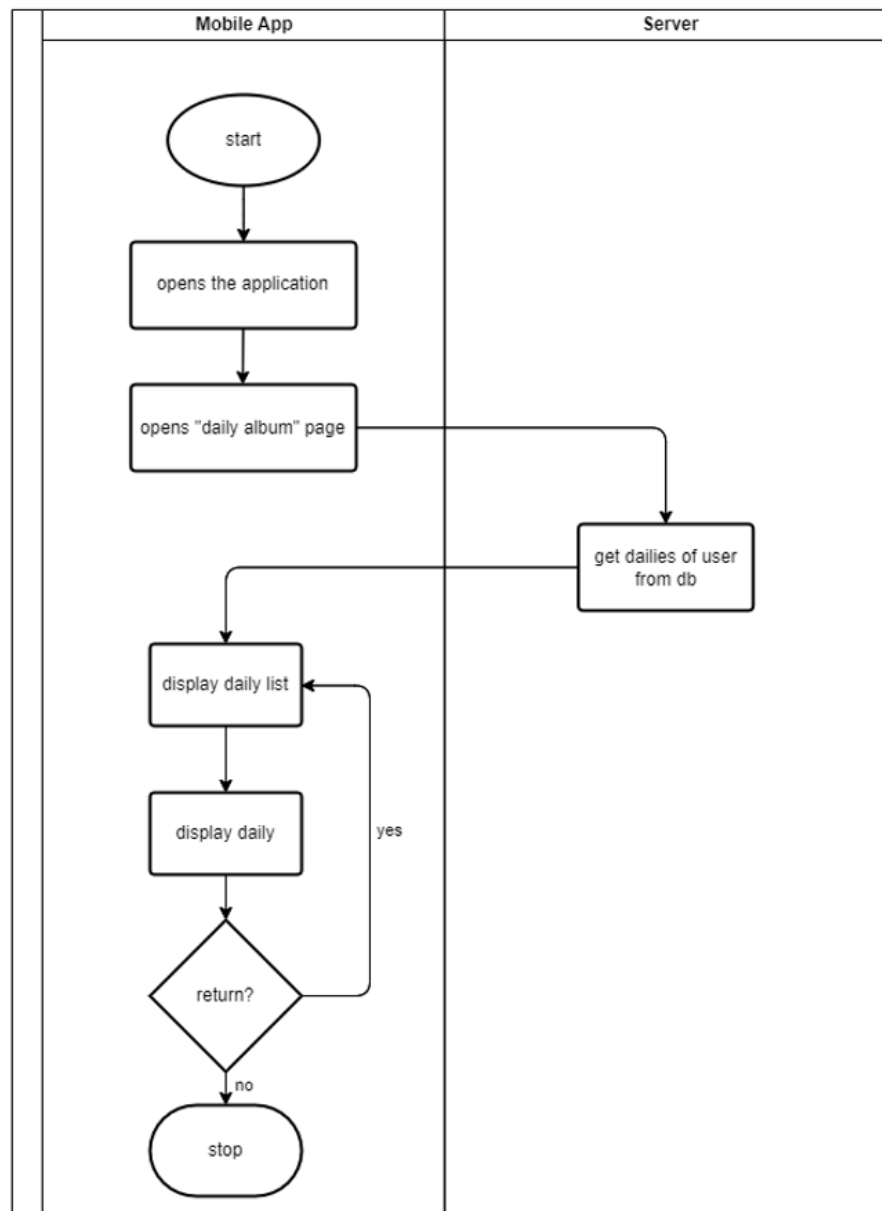 Mobile App
Server
start
opens the application
opens "daily album" page
get dailies of user
from db
display daily list
display daily
yes
return?
no
stop